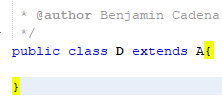 * @author Benjamin Cadena
*/
public class D extends A{
}